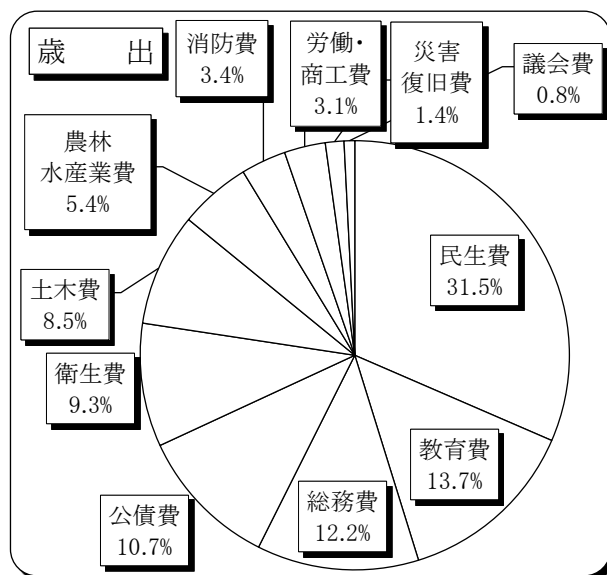 歳　出
消防費
3.4%
労働・
商工費
3.1%
災害
復旧費
1.4%
議会費
0.8%
農林
水産業費
5.4%
民生費
31.5%
土木費
8.5%
衛生費
9.3%
教育費
13.7%
総務費
12.2%
公債費
10.7%